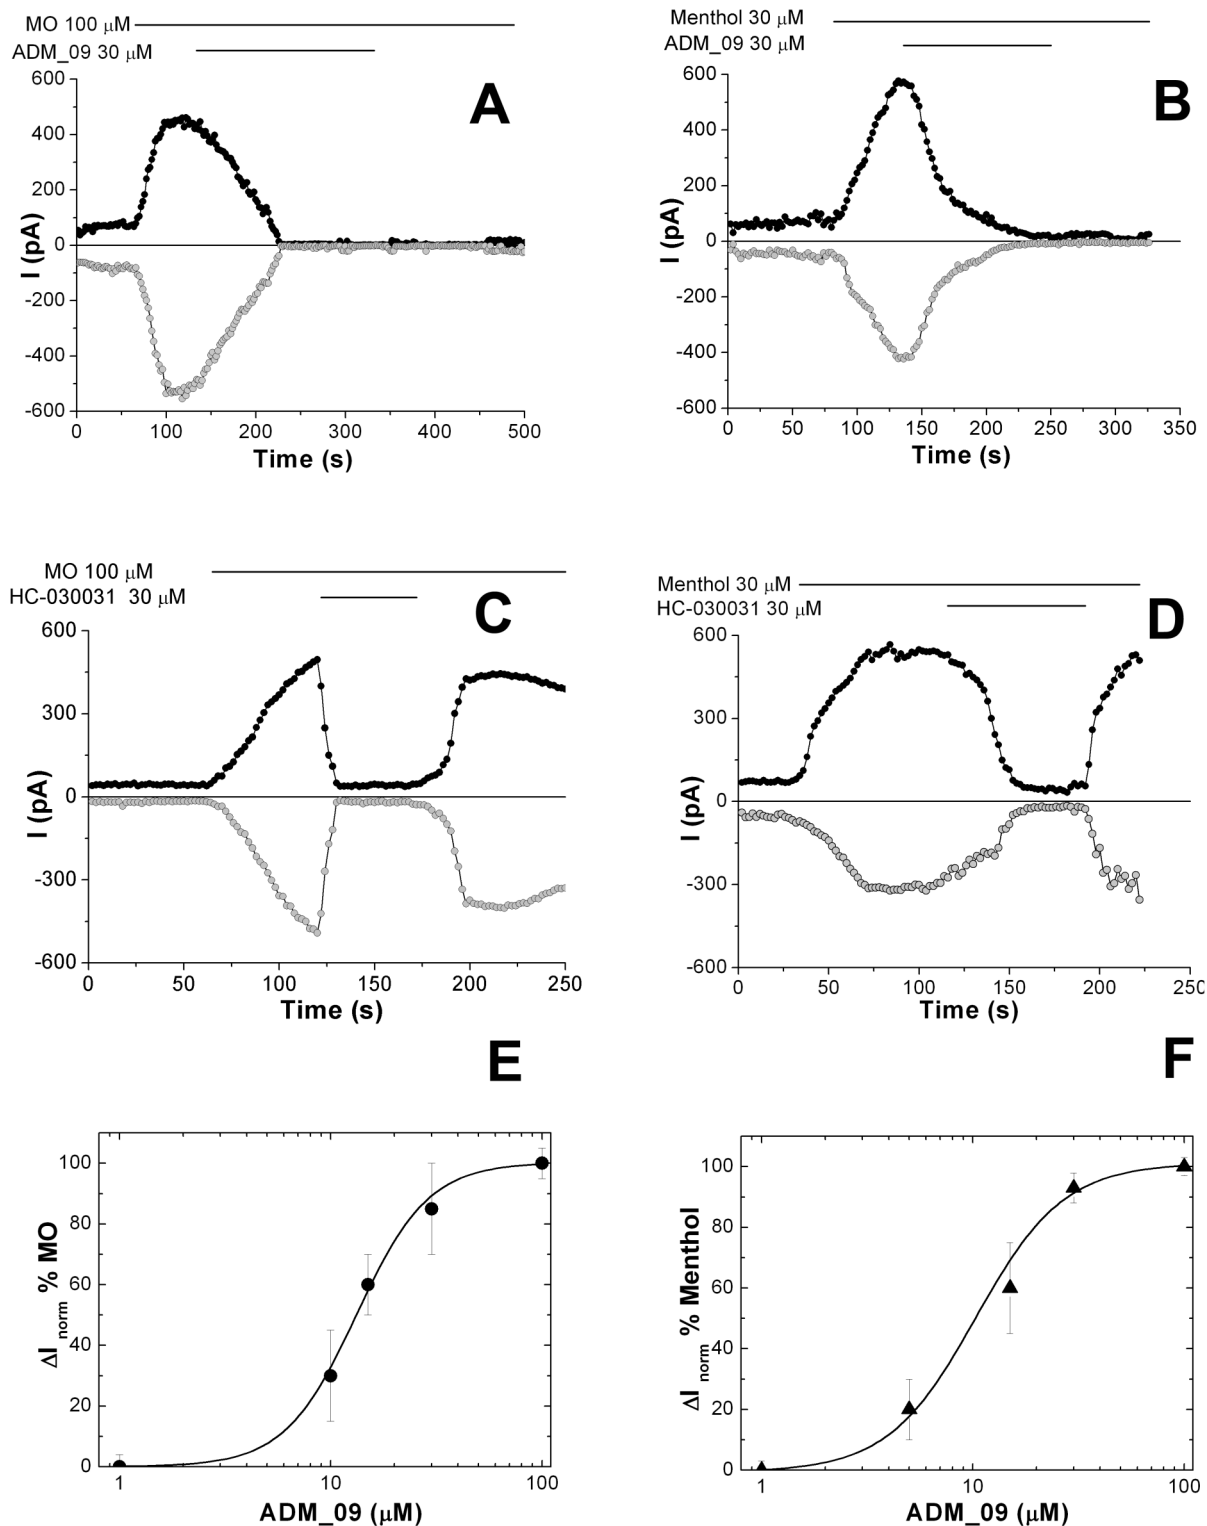 MO 100 μM
ADM_09 30 μM
A
600
400
200
0
-200
-400
-600
I (pA)
0 100 200 300 400 500
Time (s)
Menthol 30 μM
ADM_09 30 μM
B
600
400
200
0
-200
-400
-600
I (pA)
0 50 100 150 200 250 300 350
Time (s)
MO 100 μM
HC-030031 30 μM
C
600
300
0
-300
-600
I (pA)
0 50 100 150 200 250
Time (s)
Menthol 30 μM
HC-030031 30 μM
D
600
300
0
-300
-600
I (pA)
0 50 100 150 200 250
Time (s)
E
100
80
60
40
20
0
ΔI norm % MO
1 10 100
ADM_09 (μM)
F
100
80
60
40
20
0
ΔI norm % Menthol
1 10 100
ADM_09 (μM)